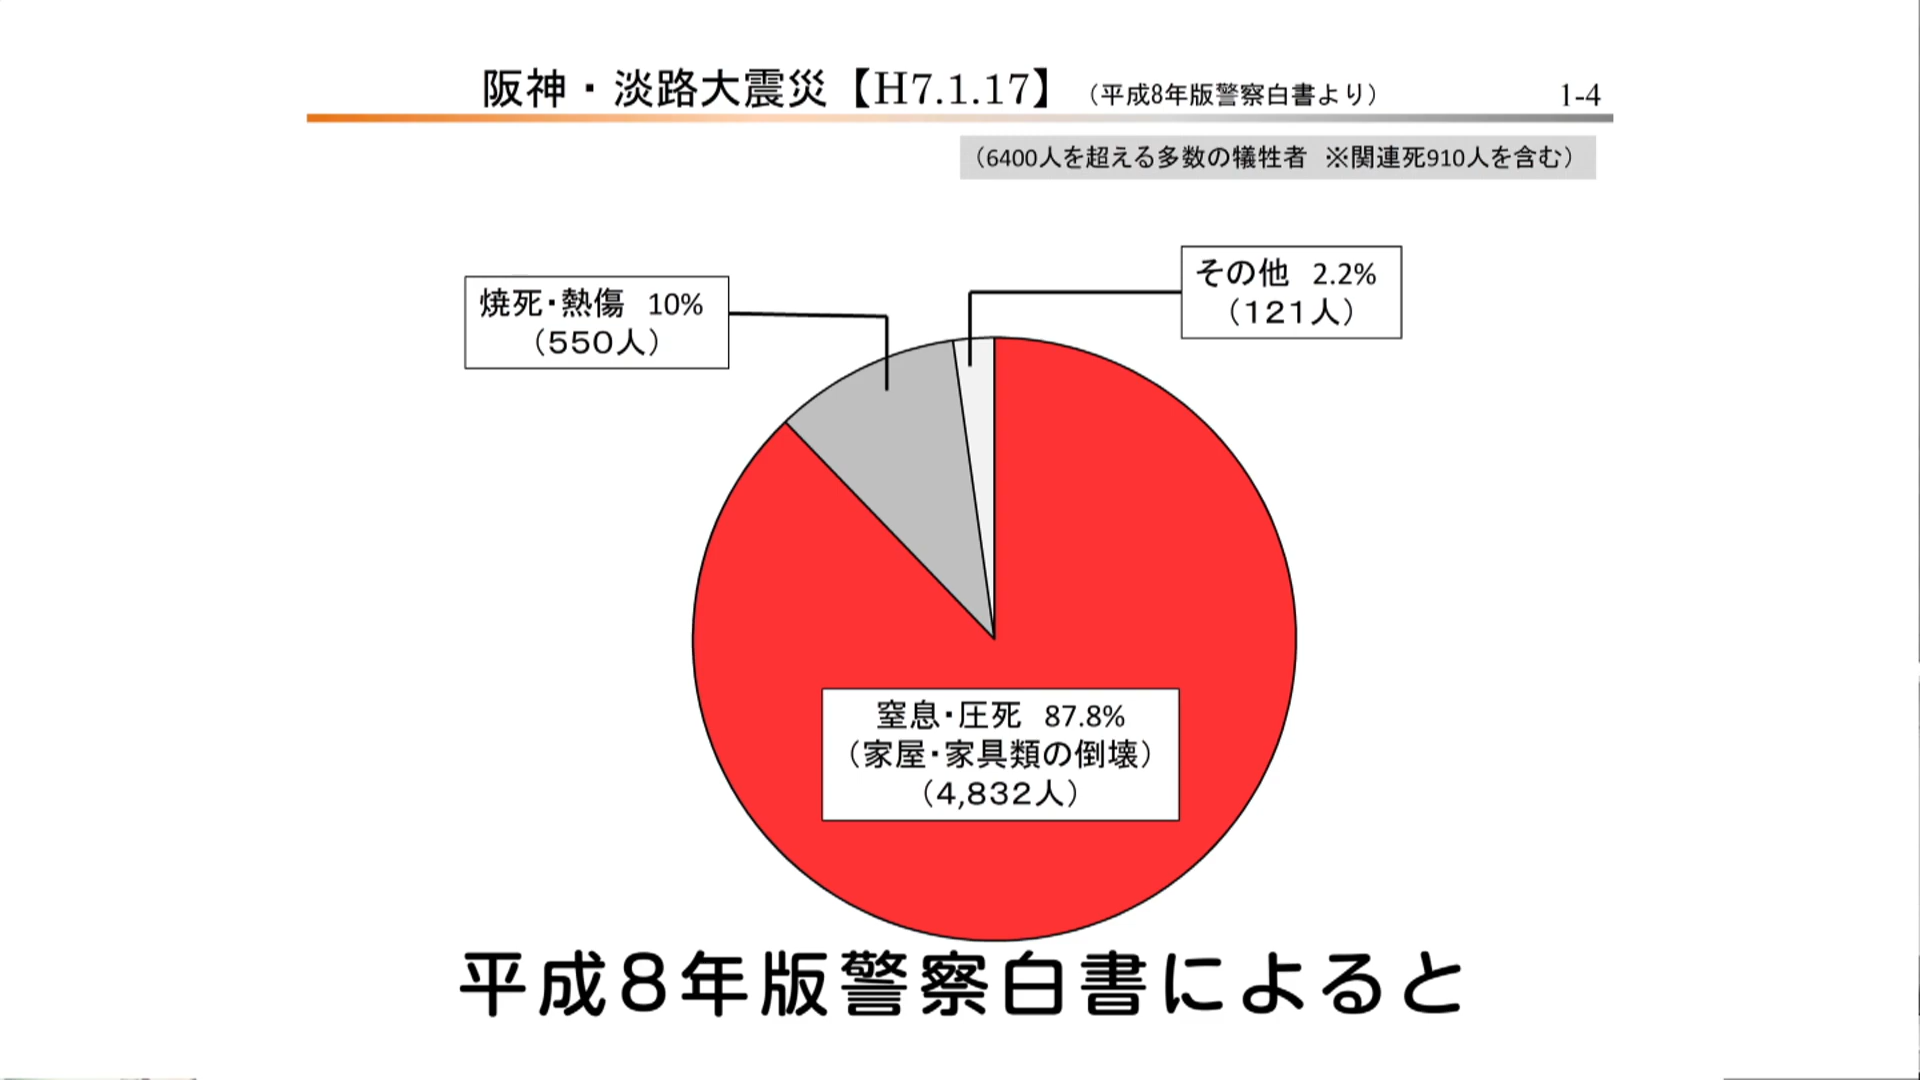 阪神・淡路大震災【H7.1.17】 （平成8年版警察白書より） 1-4
（6400人を超える多数の犠牲者 ※関連死910人を含む）
その他 2.2%
（121人）
焼死・熱傷 10%
（550人）
窒息・圧死 87.8%
（家屋・家具類の倒壊）
（4,832人）
平成8年版警察白書によると